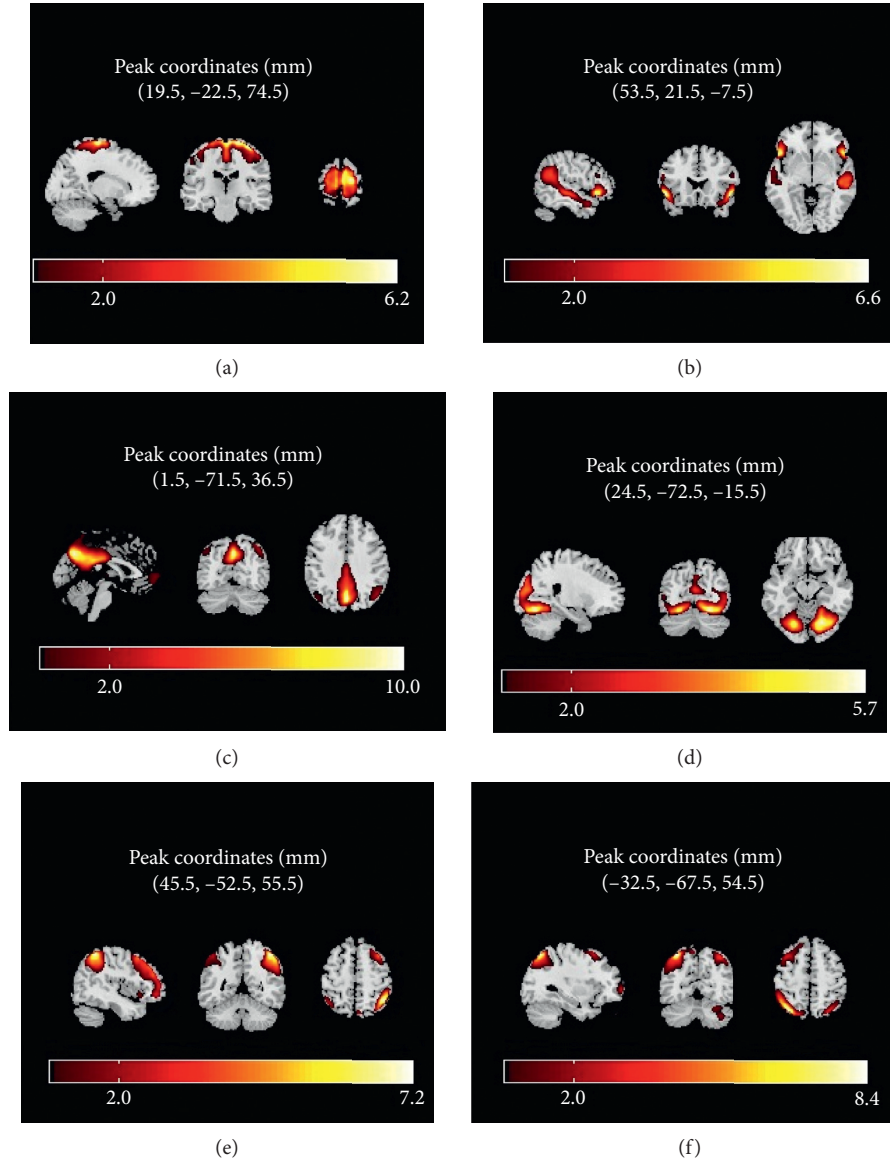 Peak coordinates (mm)
(19.5, –22.5, 74.5)
2.0
6.2
(a)
Peak coordinates (mm)
(53.5, 21.5, –7.5)
2.0
6.6
(b)
Peak coordinates (mm)
(1.5, –71.5, 36.5)
2.0
10.0
(c)
Peak coordinates (mm)
(24.5, –72.5, –15.5)
2.0
5.7
(d)
Peak coordinates (mm)
(45.5, –52.5, 55.5)
2.0
7.2
(e)
Peak coordinates (mm)
(–32.5, –67.5, 54.5)
2.0
8.4
(f)